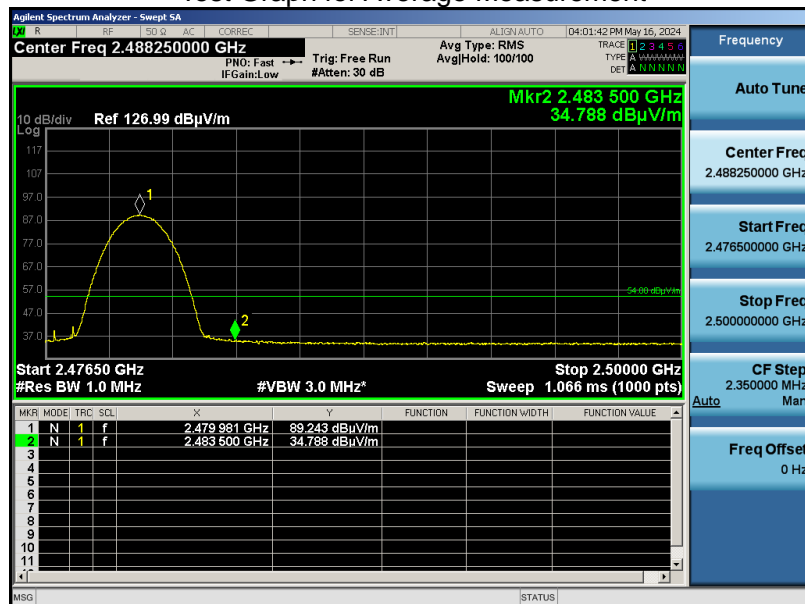 Test Graph for Average Measurement
Agilent Spectrum Analyzer - Swept SA
LXI R RF 50 Ω AC CORREC SENSE:INT ALIGN AUTO 04:01:42 PM May 16, 2024
Center Freq 2.488250000 GHz
PNO: Fast
IFGain:Low
Trig: Free Run
#Atten: 30 dB
Avg Type: RMS
Avg|Hold: 100/100
TRACE 1 2 3 4 5 6
TYPE A WWWWW
DET A N N N N N
Mkr2 2.483 500 GHz
34.788 dBµV/m
10 dB/div Ref 126.99 dBµV/m
Log
117
107
97.0
87.0
77.0
67.0
57.0
47.0
37.0
1
2
54.00 dBµV/m
Start 2.47650 GHz Stop 2.50000 GHz
#Res BW 1.0 MHz #VBW 3.0 MHz* Sweep 1.066 ms (1000 pts)
MKR MODE TRC SCL X Y FUNCTION FUNCTION WIDTH FUNCTION VALUE
1 N 1 f 2.479 981 GHz 89.243 dBµV/m
2 N 1 f 2.483 500 GHz 34.788 dBµV/m
3
4
5
6
7
8
9
10
11
MSG STATUS
Frequency
Auto Tune
Center Freq
2.488250000 GHz
Start Freq
2.476500000 GHz
Stop Freq
2.500000000 GHz
CF Step
2.350000 MHz
Auto Man
Freq Offset
0 Hz